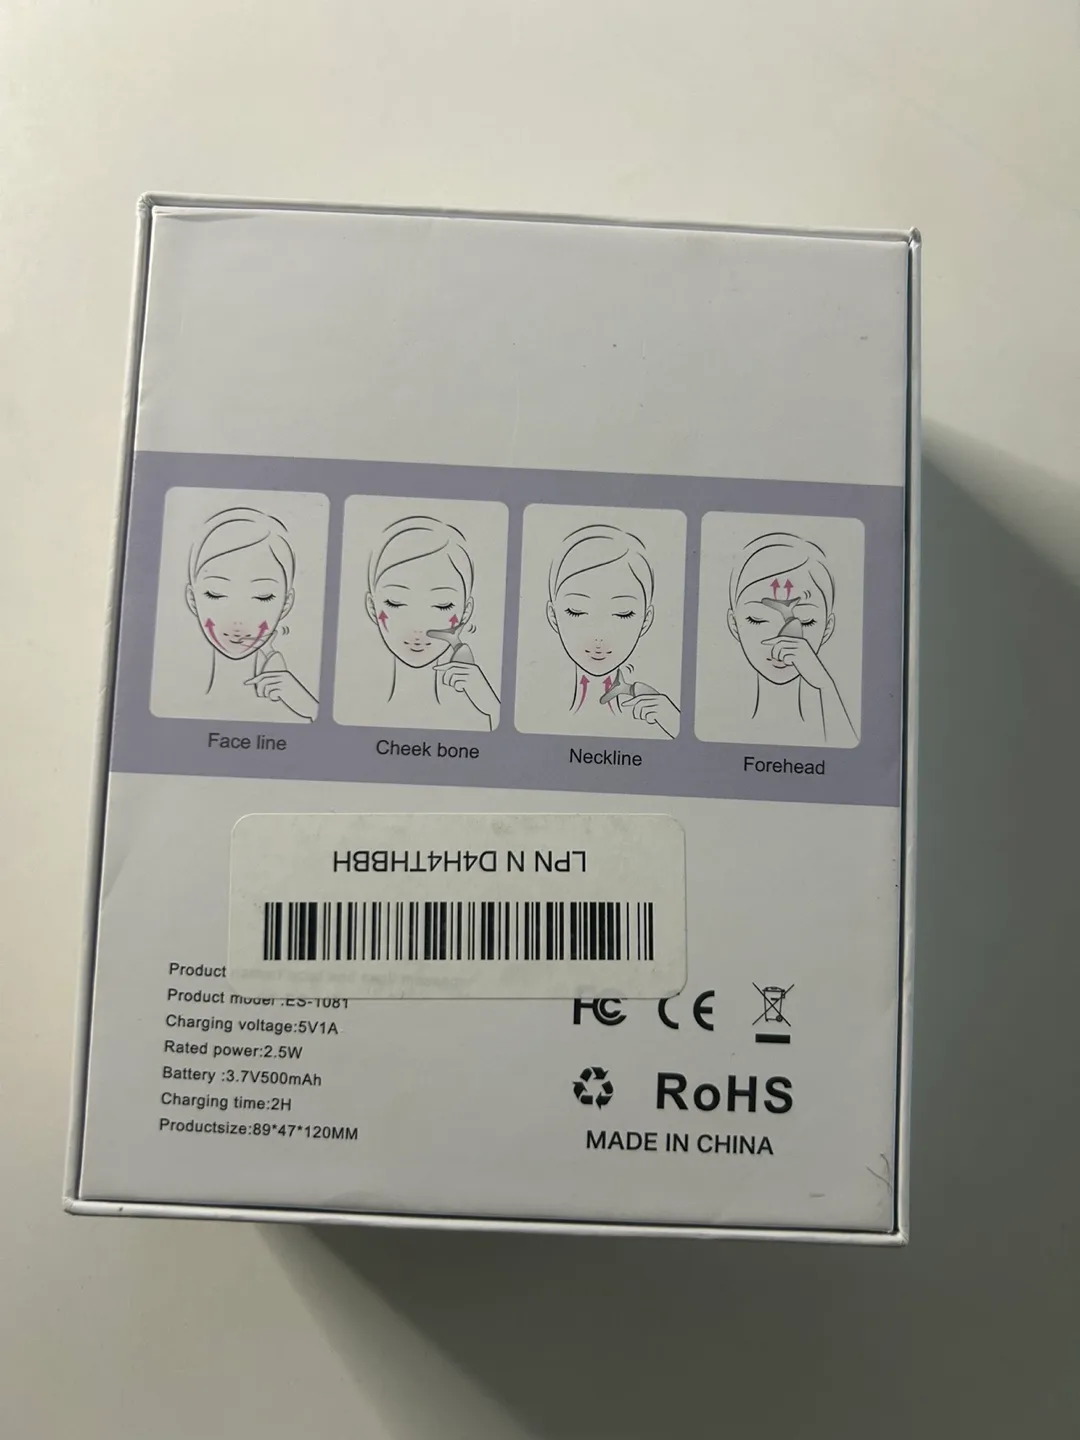 Face line
Cheek bone
Neckline
Forehead
LPN N D4H4THBBH
Product
Product model :ES-1081
Charging voltage:5V1A
Rated power:2.5W
Battery :3.7V500mAh
Charging time:2H
Productsize:89*47*120MM
FC CE
RoHS
MADE IN CHINA